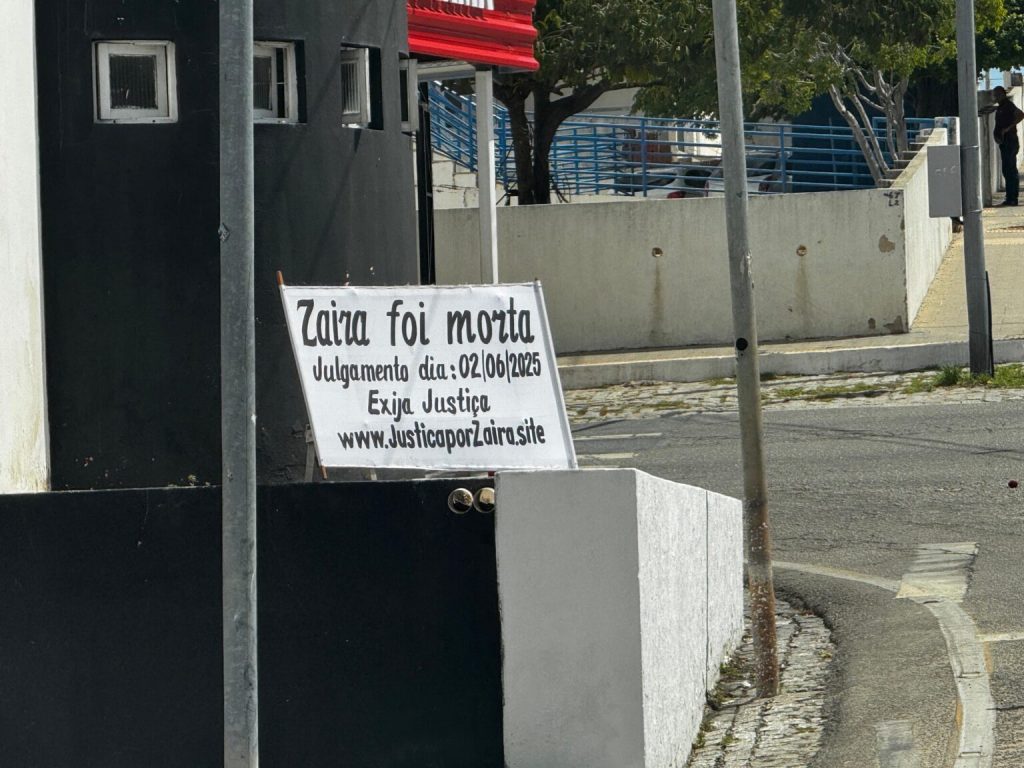 Zaira foi morta
Julgamento dia: 02/06/2025
Exija Justiça
www.JusticaporZaira.site